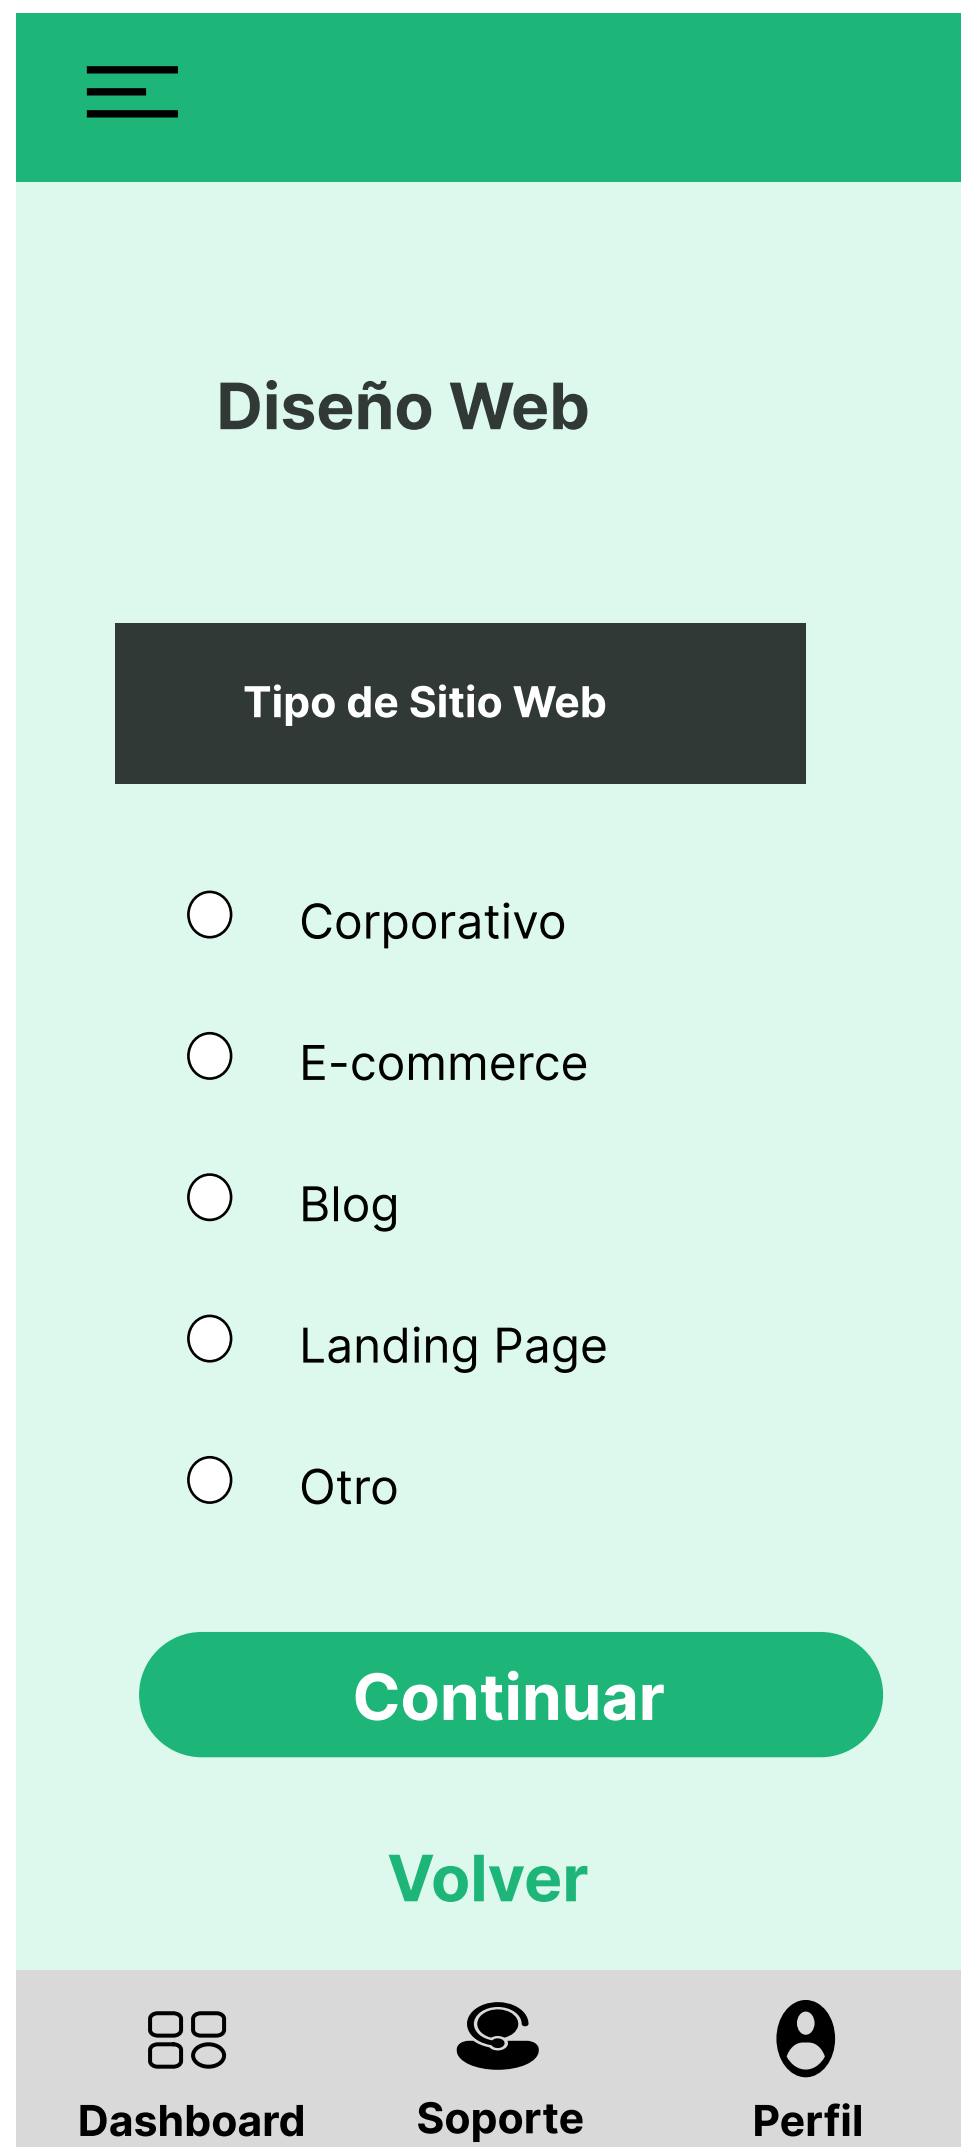 Diseño Web
Tipo de Sitio Web
Corporativo
E-commerce
Blog
Landing Page
Otro
Continuar
Volver
Dashboard
Soporte
Perfil